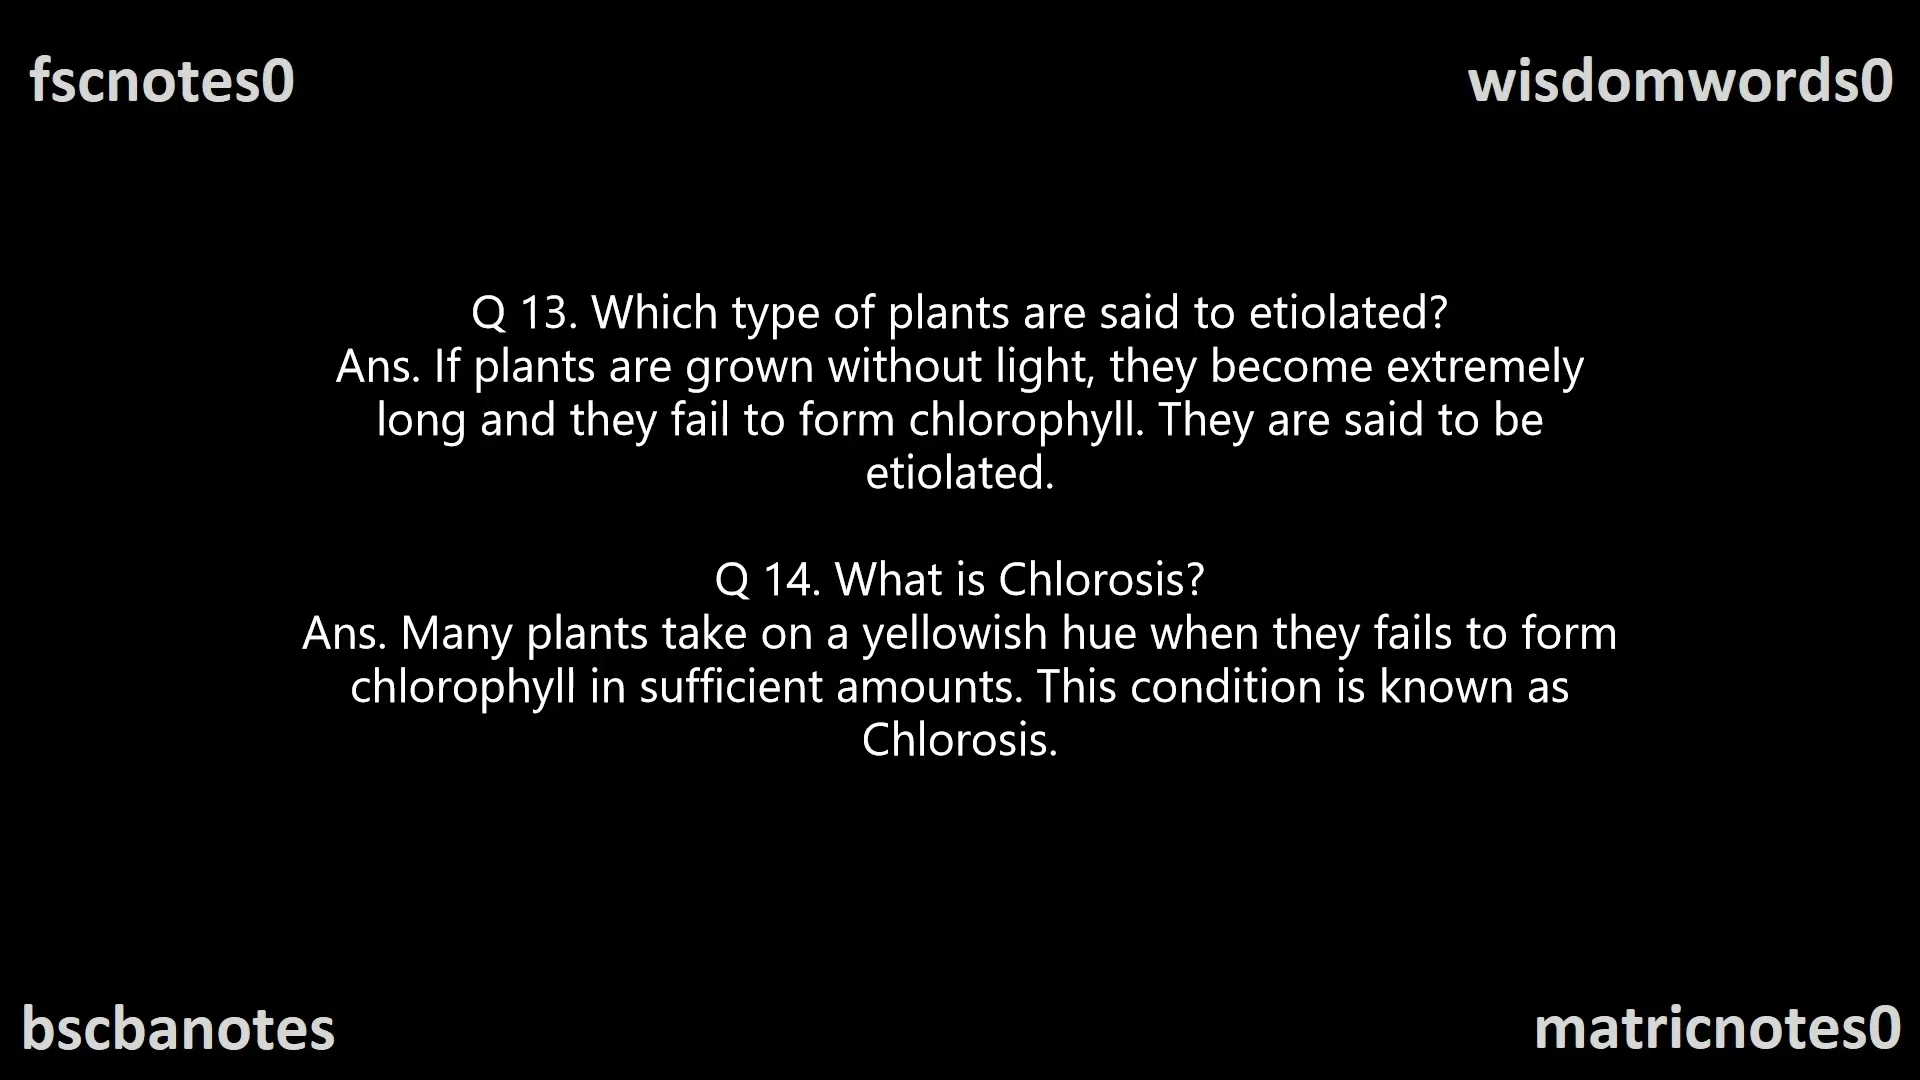 fscnotes0
wisdomwords0
Q 13. Which type of plants are said to etiolated?
Ans. If plants are grown without light, they become extremely
long and they fail to form chlorophyll. They are said to be
etiolated.
Q 14. What is Chlorosis?
Ans. Many plants take on a yellowish hue when they fails to form
chlorophyll in sufficient amounts. This condition is known as
Chlorosis.
bscbanotes
matricnotes0